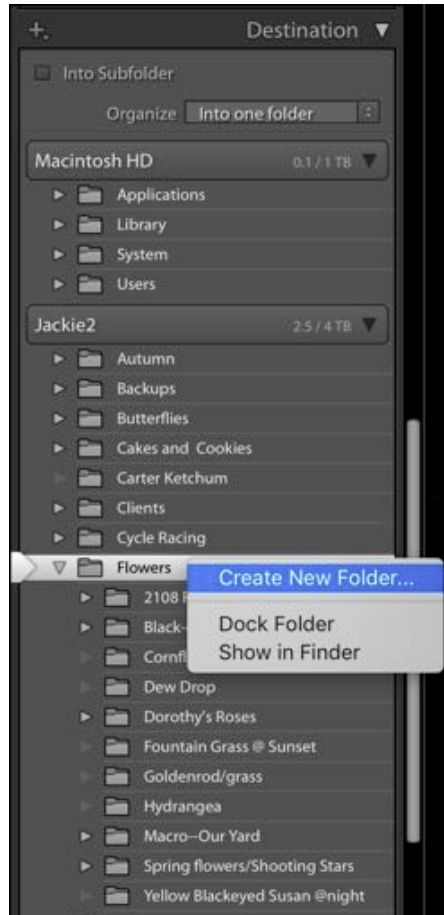 +. Destination
Into Subfolder
Organize Into one folder
Macintosh HD 0.1 / 1 TB
Applications
Library
System
Users
Jackie2 2.5 / 4 TB
Autumn
Backups
Butterflies
Cakes and Cookies
Carter Ketchum
Clients
Cycle Racing
Flowers
Create New Folder...
2108
Dock Folder
Black-
Show in Finder
Dew Drop
Dorothy's Roses
Fountain Grass @ Sunset
Goldenrod/grass
Hydrangea
Macro--Our Yard
Spring flowers/Shooting Stars
Yellow Blackeyed Susan @night